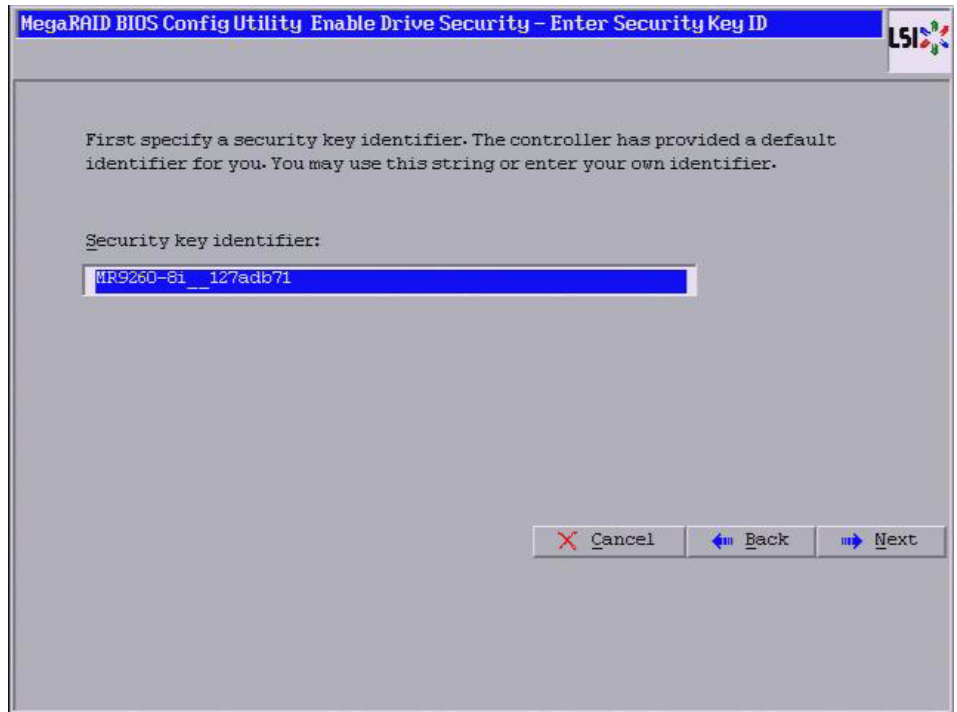 MegaRAID BIOS Config Utility Enable Drive Security - Enter Security Key ID
LSI
First specify a security key identifier. The controller has provided a default
identifier for you. You may use this string or enter your own identifier.
Security key identifier:
MR9260-8i__127adb71
Cancel
Back
Next